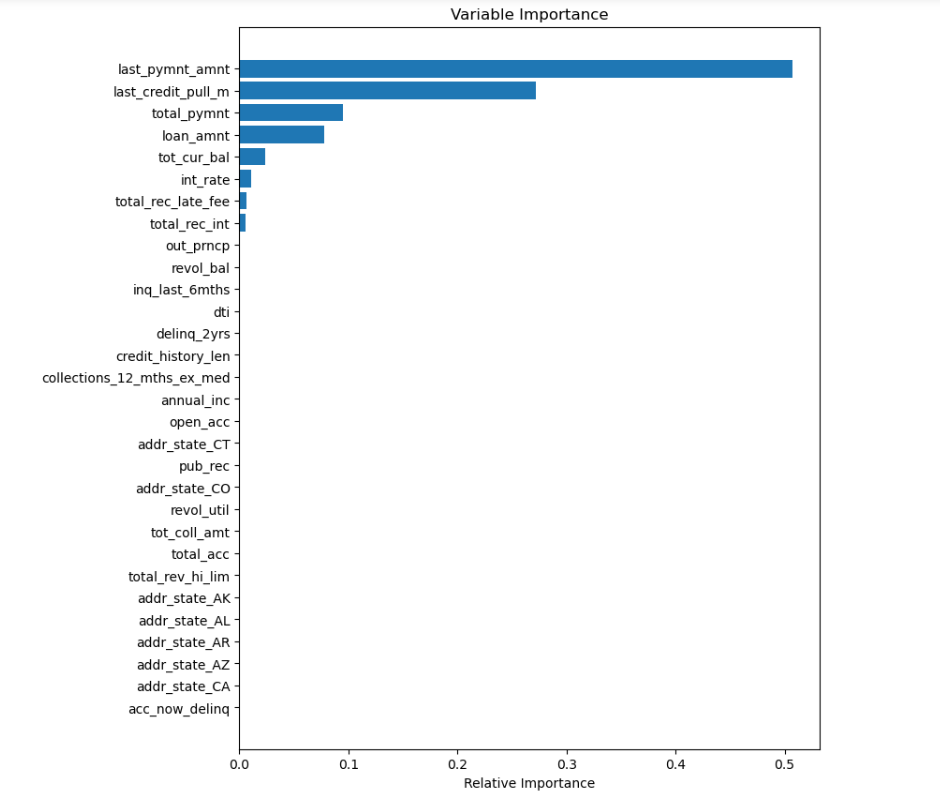 Variable Importance
last_pymnt_amnt
last_credit_pull_m
total_pymnt
loan_amnt
tot_cur_bal
int_rate
total_rec_late_fee
total_rec_int
out_prncp
revol_bal
inq_last_6mths
dti
delinq_2yrs
credit_history_len
collections_12_mths_ex_med
annual_inc
open_acc
addr_state_CT
pub_rec
addr_state_CO
revol_util
tot_coll_amt
total_acc
total_rev_hi_lim
addr_state_AK
addr_state_AL
addr_state_AR
addr_state_AZ
addr_state_CA
acc_now_delinq
0.0 0.1 0.2 0.3 0.4 0.5
Relative Importance